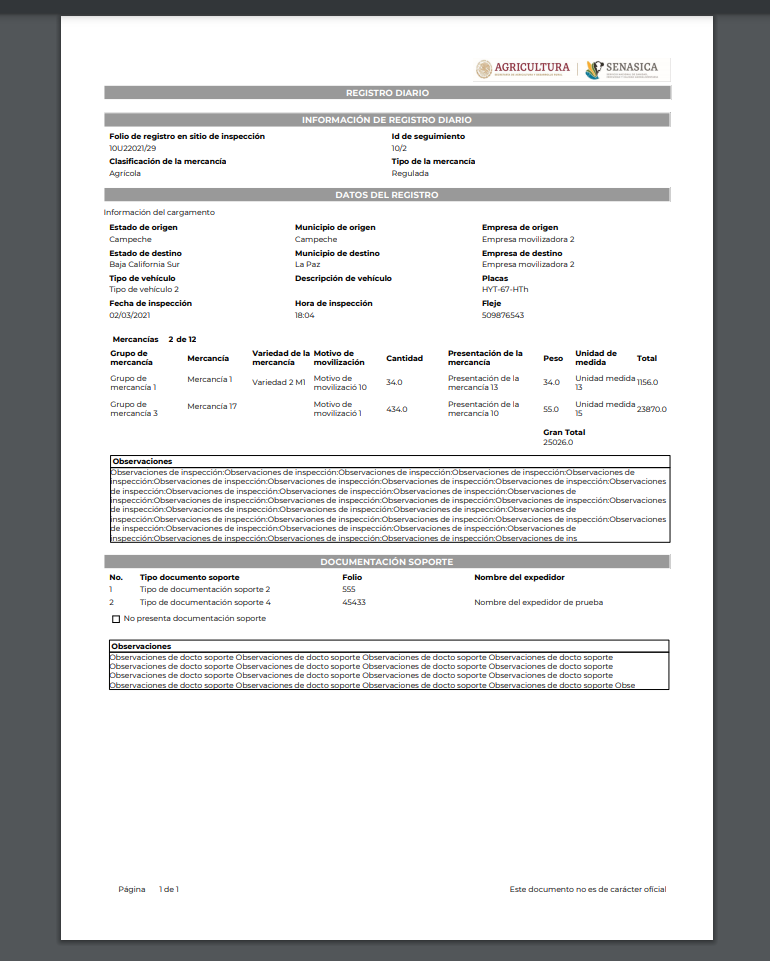 AGRICULTURA
SENASICA
REGISTRO DIARIO
INFORMACIÓN DE REGISTRO DIARIO
Folio de registro en sitio de inspección Id de seguimiento
10U22021/29 10/2
Clasificación de la mercancía Tipo de la mercancía
Agrícola Regulada
DATOS DEL REGISTRO
Información del cargamento
Estado de origen Municipio de origen Empresa de origen
Campeche Campeche Empresa movilizadora 2
Estado de destino Municipio de destino Empresa de destino
Baja California Sur La Paz Empresa movilizadora 2
Tipo de vehículo Descripción de vehículo Placas
Tipo de vehículo 2 HYT-67-HTh
Fecha de inspección Hora de inspección Fleje
02/03/2021 18:04 509876543
Mercancías 2 de 12
Grupo de mercancía Mercancía Variedad de la mercancía Motivo de movilización Cantidad Presentación de la mercancía Peso Unidad de medida Total
Grupo de mercancía 1 Mercancía 1 Variedad 2 M1 Motivo de movilizació 10 34.0 Presentación de la mercancía 13 34.0 Unidad medida 13 1156.0
Grupo de mercancía 3 Mercancía 17 Motivo de movilizació 1 434.0 Presentación de la mercancía 10 55.0 Unidad medida 15 23870.0
Gran Total
25026.0
Observaciones
Observaciones de inspección:Observaciones de inspección:Observaciones de inspección:Observaciones de inspección:Observaciones de
inspección:Observaciones de inspección:Observaciones de inspección:Observaciones de inspección:Observaciones de inspección:Observaciones
de inspección:Observaciones de inspección:Observaciones de inspección:Observaciones de
inspección:Observaciones de inspección:Observaciones de inspección:Observaciones de inspección:Observaciones de inspección:Observaciones
de inspección:Observaciones de inspección:Observaciones de inspección:Observaciones de
inspección:Observaciones de inspección:Observaciones de inspección:Observaciones de inspección:Observaciones de inspección:Observaciones
de inspección:Observaciones de inspección:Observaciones de inspección:Observaciones de
inspección:Observaciones de inspección:Observaciones de inspección:Observaciones de inspección:Observaciones de ins
DOCUMENTACIÓN SOPORTE
No. Tipo documento soporte Folio Nombre del expedidor
1 Tipo de documentación soporte 2 555
2 Tipo de documentación soporte 4 45433 Nombre del expedidor de prueba
No presenta documentación soporte
Observaciones
Observaciones de docto soporte Observaciones de docto soporte Observaciones de docto soporte Observaciones de docto soporte
Observaciones de docto soporte Observaciones de docto soporte Observaciones de docto soporte Observaciones de docto soporte
Observaciones de docto soporte Observaciones de docto soporte Observaciones de docto soporte Observaciones de docto soporte
Observaciones de docto soporte Observaciones de docto soporte Observaciones de docto soporte Observaciones de docto soporte Obse
Página 1 de 1 Este documento no es de carácter oficial